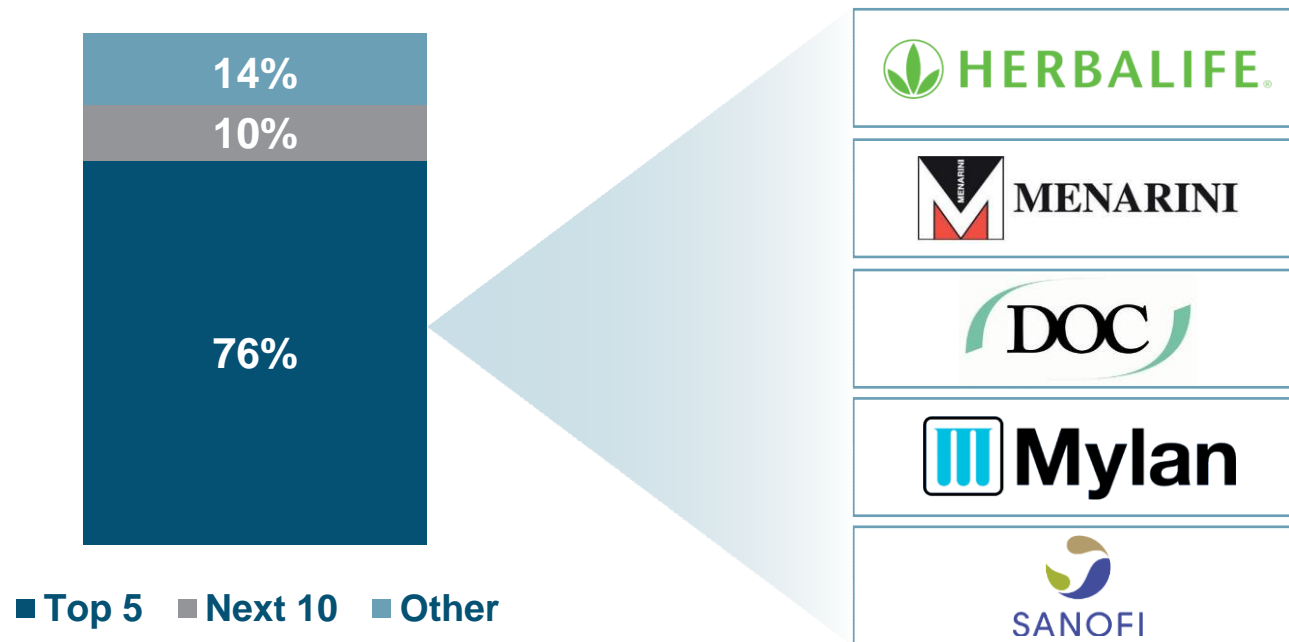 14%
10%
76%
Top 5 Next 10 Other
HERBALIFE®
MENARINI
MENARINI
DOC
Mylan
SANOFI